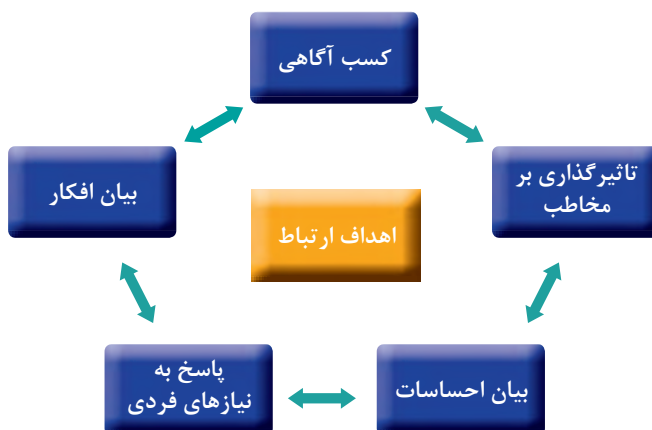 کسب آگاهی
تاثیرگذاری بر
مخاطب
بیان افکار
اهداف ارتباط
پاسخ به
نیازهای فردی
بیان احساسات